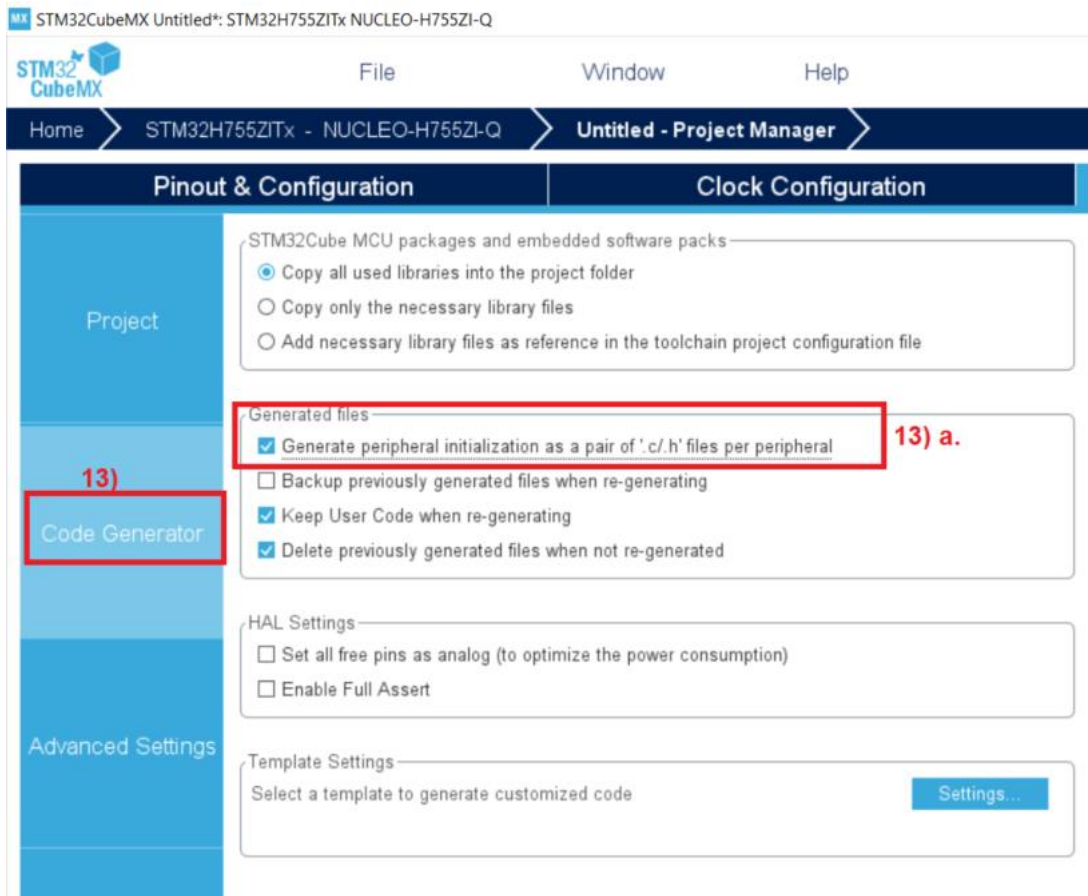 MX STM32CubeMX Untitled*: STM32H755ZITx NUCLEO-H755ZI-Q
STM32
CubeMX
File Window Help
Home STM32H755ZITx - NUCLEO-H755ZI-Q Untitled - Project Manager
Pinout & Configuration Clock Configuration
STM32Cube MCU packages and embedded software packs
Copy all used libraries into the project folder
Copy only the necessary library files
Add necessary library files as reference in the toolchain project configuration file
Project
Generated files
Generate peripheral initialization as a pair of '.c/.h' files per peripheral
13) a.
Backup previously generated files when re-generating
Keep User Code when re-generating
Delete previously generated files when not re-generated
13)
Code Generator
HAL Settings
Set all free pins as analog (to optimize the power consumption)
Enable Full Assert
Advanced Settings
Template Settings
Select a template to generate customized code
Settings...